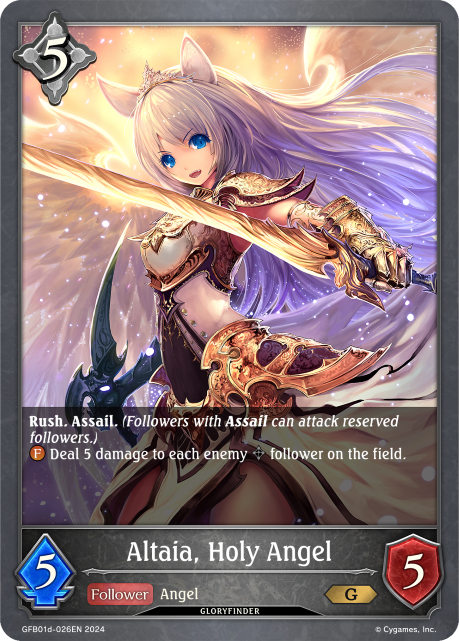 5
Rush. Assail. (Followers with Assail can attack reserved
followers.)
F Deal 5 damage to each enemy follower on the field.
Altaia, Holy Angel
5
Follower Angel
G
5
GLORYFINDER
GFB01d-026EN 2024
© Cygames, Inc.